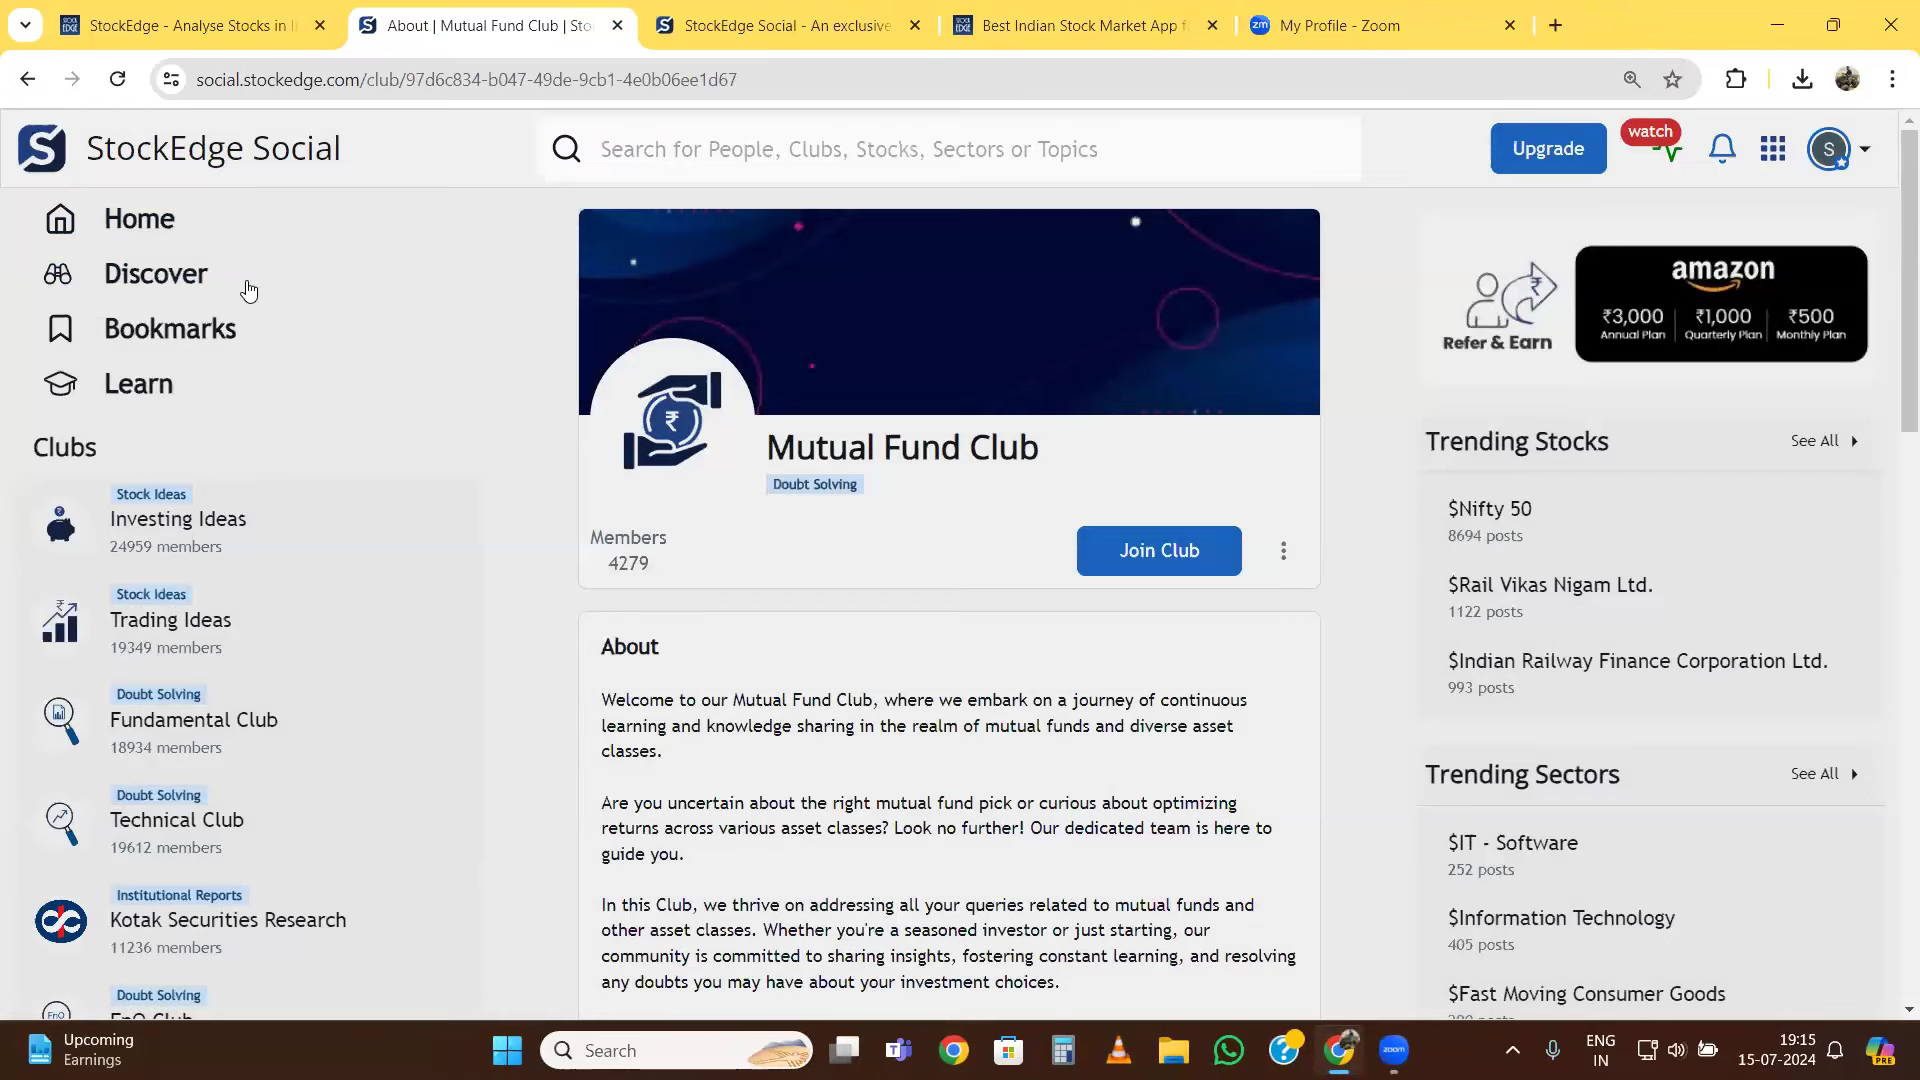 StockEdge - Analyse Stocks in
About | Mutual Fund Club | Sto
StockEdge Social - An exclusive
Best Indian Stock Market App
zm My Profile - Zoom
social.stockedge.com/club/97d6c834-b047-49de-9cb1-4e0b06ee1d67
StockEdge Social
Search for People, Clubs, Stocks, Sectors or Topics
Upgrade
watch
S
Home
Discover
Bookmarks
Learn
Clubs
Stock Ideas
Investing Ideas
24959 members
Stock Ideas
Trading Ideas
19349 members
Doubt Solving
Fundamental Club
18934 members
Doubt Solving
Technical Club
19612 members
Institutional Reports
Kotak Securities Research
11236 members
Doubt Solving
FnO Club
Mutual Fund Club
Doubt Solving
Members
4279
Join Club
About
Welcome to our Mutual Fund Club, where we embark on a journey of continuous
learning and knowledge sharing in the realm of mutual funds and diverse asset
classes.
Are you uncertain about the right mutual fund pick or curious about optimizing
returns across various asset classes? Look no further! Our dedicated team is here to
guide you.
In this Club, we thrive on addressing all your queries related to mutual funds and
other asset classes. Whether you're a seasoned investor or just starting, our
community is committed to sharing insights, fostering constant learning, and resolving
any doubts you may have about your investment choices.
Refer & Earn
amazon
₹3,000 ₹1,000 ₹500
Annual Plan Quarterly Plan Monthly Plan
Trending Stocks
See All
$Nifty 50
8694 posts
$Rail Vikas Nigam Ltd.
1122 posts
$Indian Railway Finance Corporation Ltd.
993 posts
Trending Sectors
See All
$IT - Software
252 posts
$Information Technology
405 posts
$Fast Moving Consumer Goods
Upcoming
Earnings
Search
zoom
ENG
IN
19:15
15-07-2024
PRE